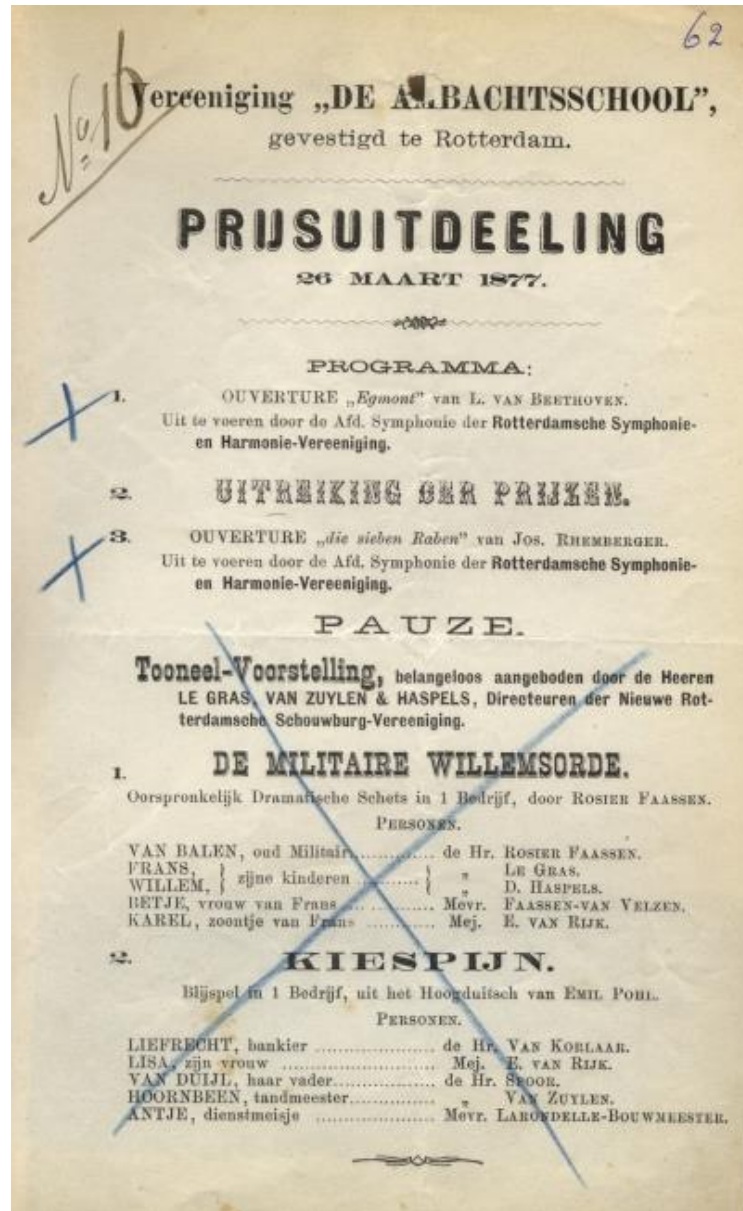 62
No. 16
Vereeniging „DE AMBACHTSSCHOOL”,
gevestigd te Rotterdam.
PRIJSUITDEELING
26 MAART 1877.
PROGRAMMA:
1. OUVERTURE „Egmont” van L. VAN BEETHOVEN.
Uit te voeren door de Afd. Symphonie der Rotterdamsche Symphonie-
en Harmonie-Vereeniging.
2. UITREIKING DER PRIJZEN.
3. OUVERTURE „die sieben Raben” van JOS. RHEMBERGER.
Uit te voeren door de Afd. Symphonie der Rotterdamsche Symphonie-
en Harmonie-Vereeniging.
PAUZE.
Tooneel-Voorstelling, belangeloos aangeboden door de Heeren
LE GRAS, VAN ZUYLEN & HASPELS, Directeuren der Nieuwe Rot-
terdamsche Schouwburg-Vereeniging.
1. DE MILITAIRE WILLEMSORDE.
Oorspronkelijk Dramatische Schets in 1 Bedrijf, door ROSIER FAASSEN.
PERSONEN.
VAN BALEN, oud Militair............. de Hr. ROSIER FAASSEN.
FRANS, } zijne kinderen .......... { „ LE GRAS.
WILLEM, } { „ D. HASPELS.
BETJE, vrouw van Frans .............. Mevr. FAASSEN-VAN VELZEN.
KAREL, zoontje van Frans ........... Mej. E. VAN RIJK.
2. KIESPIJN.
Blijspel in 1 Bedrijf, uit het Hoogduitsch van EMIL POHL.
PERSONEN.
LIEFRECHT, bankier .................... de Hr. VAN KORLAAR.
LISA, zijn vrouw .......................... Mej. E. VAN RIJK.
VAN DUIJL, haar vader................. de Hr. SPOOR.
HOORNBEEN, tandmeester.............. „ VAN ZUYLEN.
ANTJE, dienstmeisje ..................... Mevr. LARONDELLE-BOUWMEESTER.